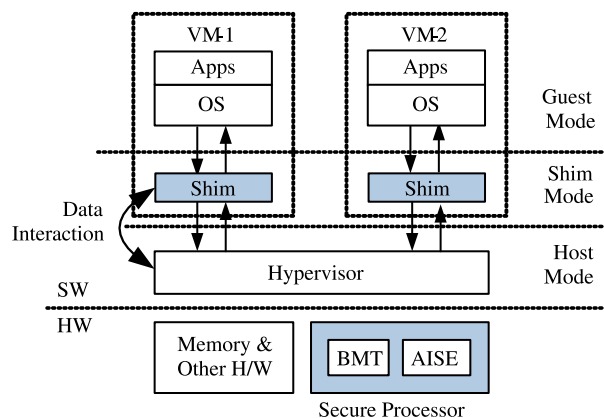 VM-1
VM-2
Apps
Apps
OS
OS
Guest
Mode
Shim
Shim
Shim
Mode
Data
Interaction
Hypervisor
Host
Mode
SW
HW
Memory &
Other H/W
BMT
AISE
Secure Processor